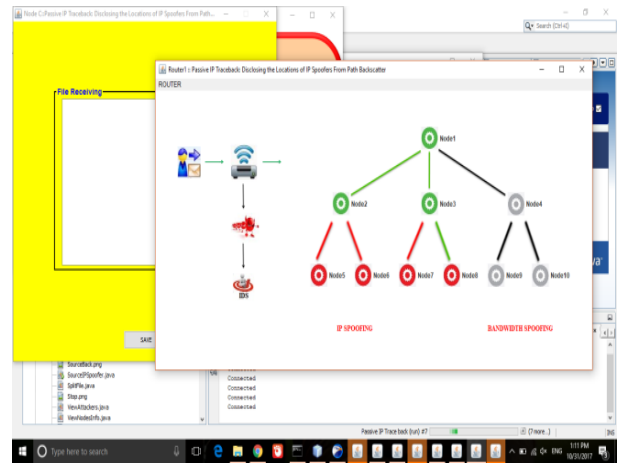 Node C:Passive IP Traceback: Disclosing the Locations of IP Spoofers From Path...
Search (Ctrl+I)
Router1 :: Passive IP Traceback: Disclosing the Locations of IP Spoofers From Path Backscatter
ROUTER
File Receiving
Node1
Node2
Node3
Node4
Node5
Node6
Node7
Node8
Node9
Node10
IDS
IP SPOOFING
BANDWIDTH SPOOFING
SAVE
SourceBack.png
SourceIPSpoofer.java
SplitFile.java
Stop.png
ViewAttackers.java
ViewNodesInfo.java
Connected
Connected
Connected
Connected
Passive IP Trace back (run) #7
(7 more...)
INS
Type here to search
ENG
1:11 PM
10/31/2017